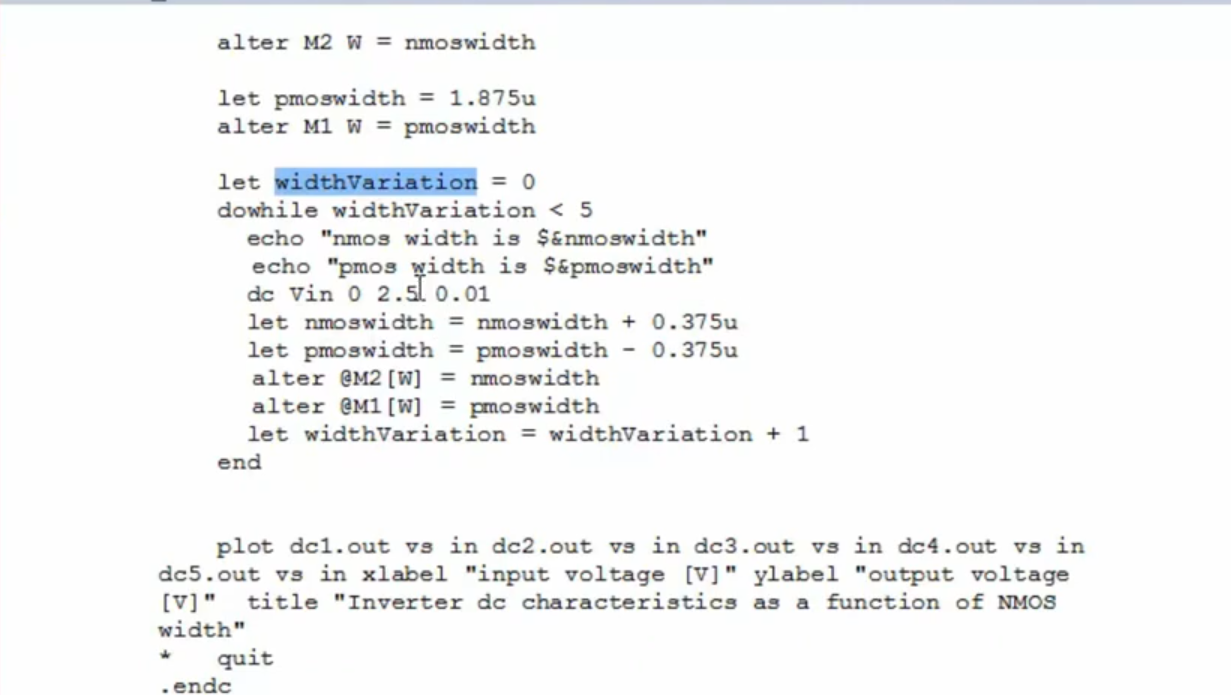 alter M2 W = nmoswidth
let pmoswidth = 1.875u
alter M1 W = pmoswidth
let widthVariation = 0
dowhile widthVariation < 5
echo "nmos width is $&nmoswidth"
echo "pmos width is $&pmoswidth"
dc Vin 0 2.5 0.01
let nmoswidth = nmoswidth + 0.375u
let pmoswidth = pmoswidth - 0.375u
alter @M2[W] = nmoswidth
alter @M1[W] = pmoswidth
let widthVariation = widthVariation + 1
end
plot dc1.out vs in dc2.out vs in dc3.out vs in dc4.out vs in
dc5.out vs in xlabel "input voltage [V]" ylabel "output voltage
[V]"  title "Inverter dc characteristics as a function of NMOS
width"
*   quit
.endc